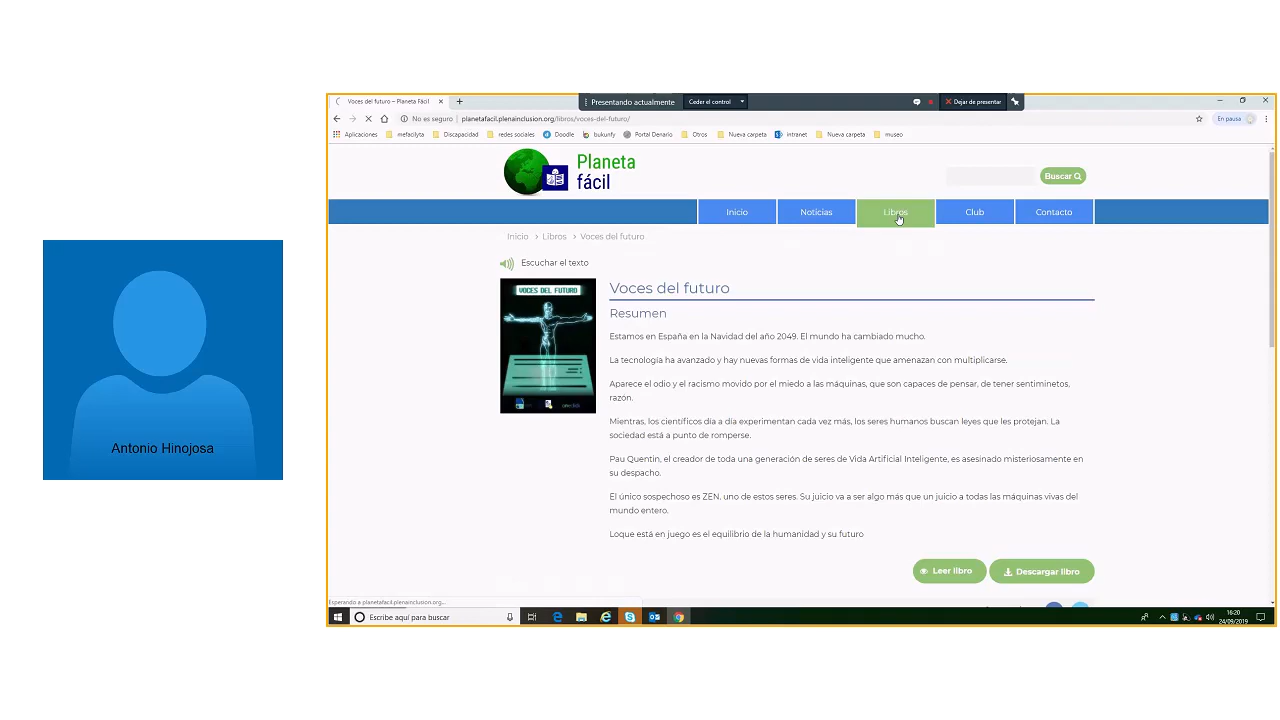 Antonio Hinojosa
Voces del futuro – Planeta Fácil
Presentando actualmente
Ceder el control
Dejar de presentar
No es seguro
planetafacil.plenainclusion.org/libros/voces-del-futuro/
En pausa
Aplicaciones
mefacilyta
Discapacidad
redes sociales
Doodle
bukunfy
Portal Denario
Otros
Nueva carpeta
intranet
Nueva carpeta
museo
Planeta
fácil
Buscar
Inicio
Noticias
Libros
Club
Contacto
Inicio > Libros > Voces del futuro
Escuchar el texto
VOCES DEL FUTURO
Voces del futuro
Resumen
Estamos en España en la Navidad del año 2049. El mundo ha cambiado mucho.
La tecnología ha avanzado y hay nuevas formas de vida inteligente que amenazan con multiplicarse.
Aparece el odio y el racismo movido por el miedo a las máquinas, que son capaces de pensar, de tener sentiminetos,
razón.
Mientras, los científicos día a día experimentan cada vez más, los seres humanos buscan leyes que les protejan. La
sociedad está a punto de romperse.
Pau Quentin, el creador de toda una generación de seres de Vida Artificial Inteligente, es asesinado misteriosamente en
su despacho.
El único sospechoso es ZEN, uno de estos seres. Su juicio va a ser algo más que un juicio a todas las máquinas vivas del
mundo entero.
Loque está en juego es el equilibrio de la humanidad y su futuro
Leer libro
Descargar libro
Esperando a planetafacil.plenainclusion.org...
Escribe aquí para buscar
16:20
24/09/2019